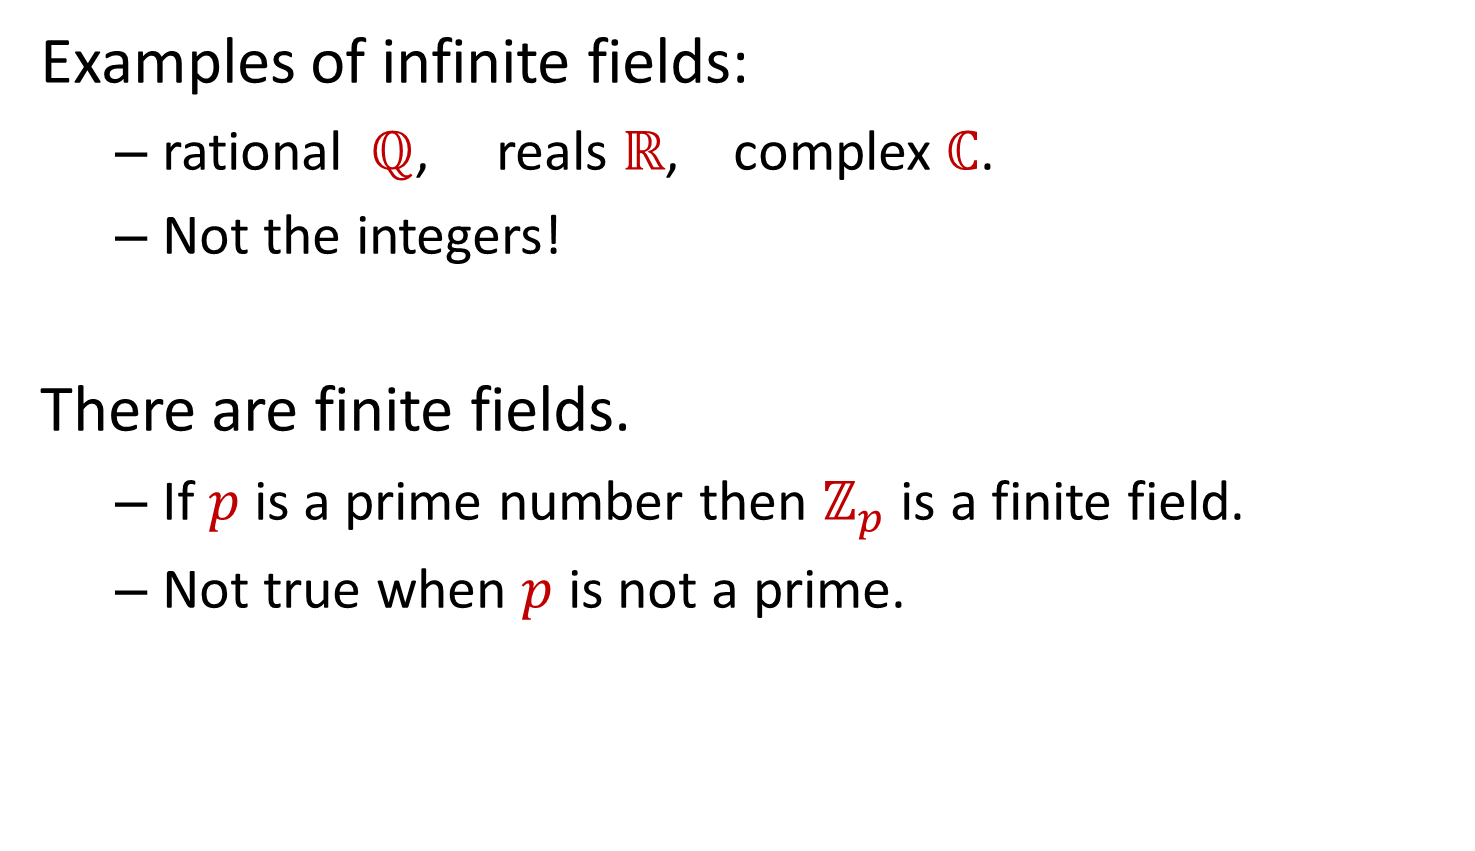 Examples of infinite fields:
– rational ℚ, reals ℝ, complex ℂ.
– Not the integers!
There are finite fields.
– If 𝑝 is a prime number then ℤ𝑝 is a finite field.
– Not true when 𝑝 is not a prime.